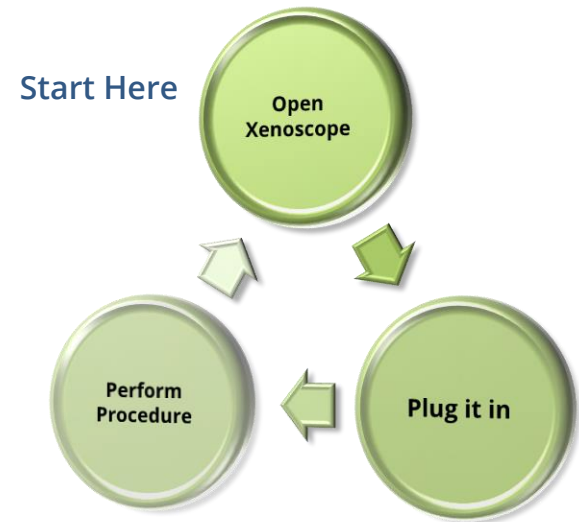 Start Here
Open
Xenoscope
Plug it in
Perform
Procedure